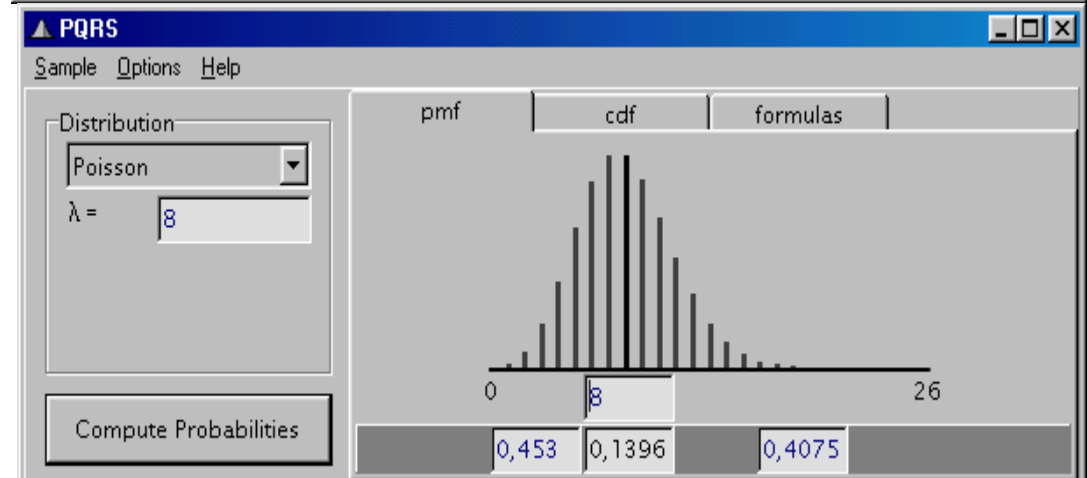 PQRS
Sample Options Help
Distribution
Poisson
λ = 8
Compute Probabilities
pmf cdf formulas
0 26
8
0,453 0,1396 0,4075